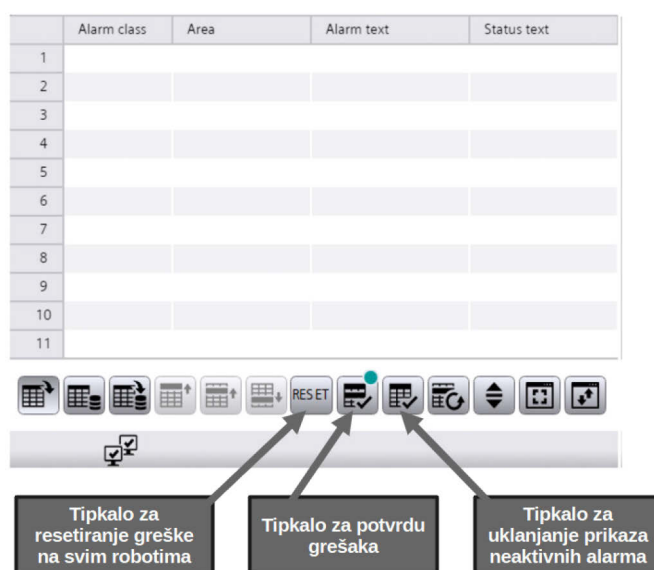 Alarm class Area Alarm text Status text
1
2
3
4
5
6
7
8
9
10
11
RESET
Tipkalo za
resetiranje greške
na svim robotima
Tipkalo za potvrdu
grešaka
Tipkalo za
uklanjanje prikaza
neaktivnih alarma